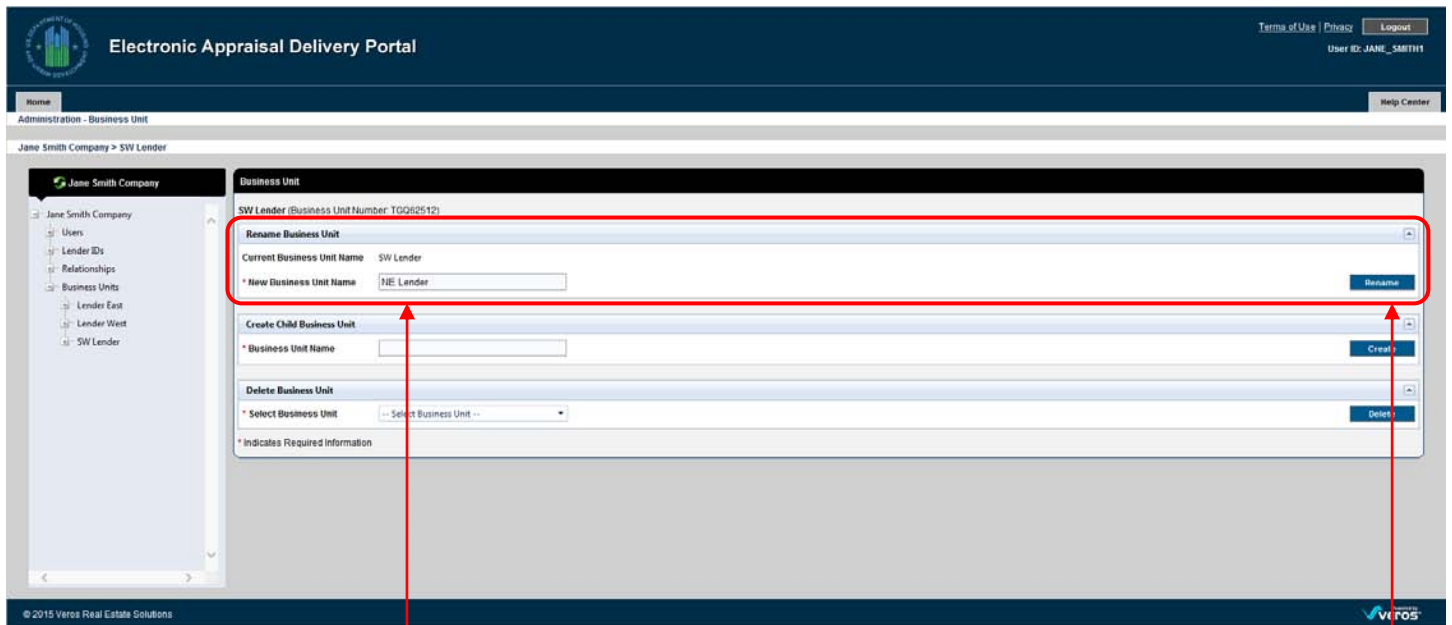 Terms of Use | Privacy Logout
Electronic Appraisal Delivery Portal
User ID: JANE_SMITH1
Home Help Center
Administration - Business Unit
Jane Smith Company > SW Lender
Jane Smith Company
Jane Smith Company
Users
Lender IDs
Relationships
Business Units
Lender East
Lender West
SW Lender
Business Unit
SW Lender (Business Unit Number: TGQ62512)
Rename Business Unit
Current Business Unit Name SW Lender
* New Business Unit Name NE Lender Rename
Create Child Business Unit
* Business Unit Name Create
Delete Business Unit
* Select Business Unit -- Select Business Unit -- Delete
* Indicates Required Information
© 2015 Veros Real Estate Solutions
veros